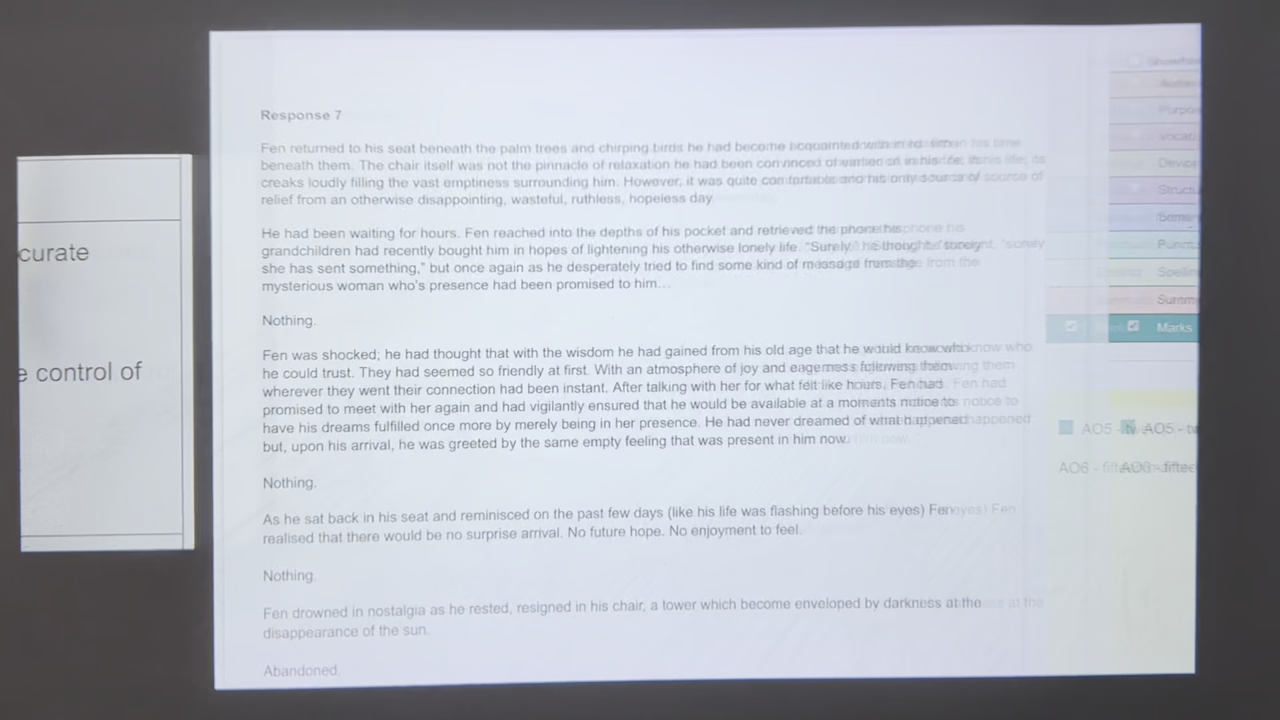 curate
e control of
Response 7
Fen returned to his seat beneath the palm trees and chirping birds he had become acquainted with in his time
beneath them. The chair itself was not the pinnacle of relaxation he had been convinced of earlier on in his life; its
creaks loudly filling the vast emptiness surrounding him. However, it was quite comfortable and his only source of
relief from an otherwise disappointing, wasteful, ruthless, hopeless day
He had been waiting for hours. Fen reached into the depths of his pocket and retrieved the phone his
grandchildren had recently bought him in hopes of lightening his otherwise lonely life. "Surely," he thought, "surely
she has sent something," but once again as he desperately tried to find some kind of message from the
mysterious woman who's presence had been promised to him...
Nothing.
Fen was shocked; he had thought that with the wisdom he had gained from his old age that he would know who
he could trust. They had seemed so friendly at first. With an atmosphere of joy and eagerness following them
wherever they went their connection had been instant. After talking with her for what felt like hours, Fen had
promised to meet with her again and had vigilantly ensured that he would be available at a moments notice to
have his dreams fulfilled once more by merely being in her presence. He had never dreamed of what happened
but, upon his arrival, he was greeted by the same empty feeling that was present in him now.
Nothing.
As he sat back in his seat and reminisced on the past few days (like his life was flashing before his eyes) Fen
realised that there would be no surprise arrival. No future hope. No enjoyment to feel.
Nothing.
Fen drowned in nostalgia as he rested, resigned in his chair, a tower which become enveloped by darkness at the
disappearance of the sun.
Abandoned.
Purpo
Vocab
Device
Struct
Punct
Spellin
Summ
Marks
AO5 - tw
AO6 - fiftee